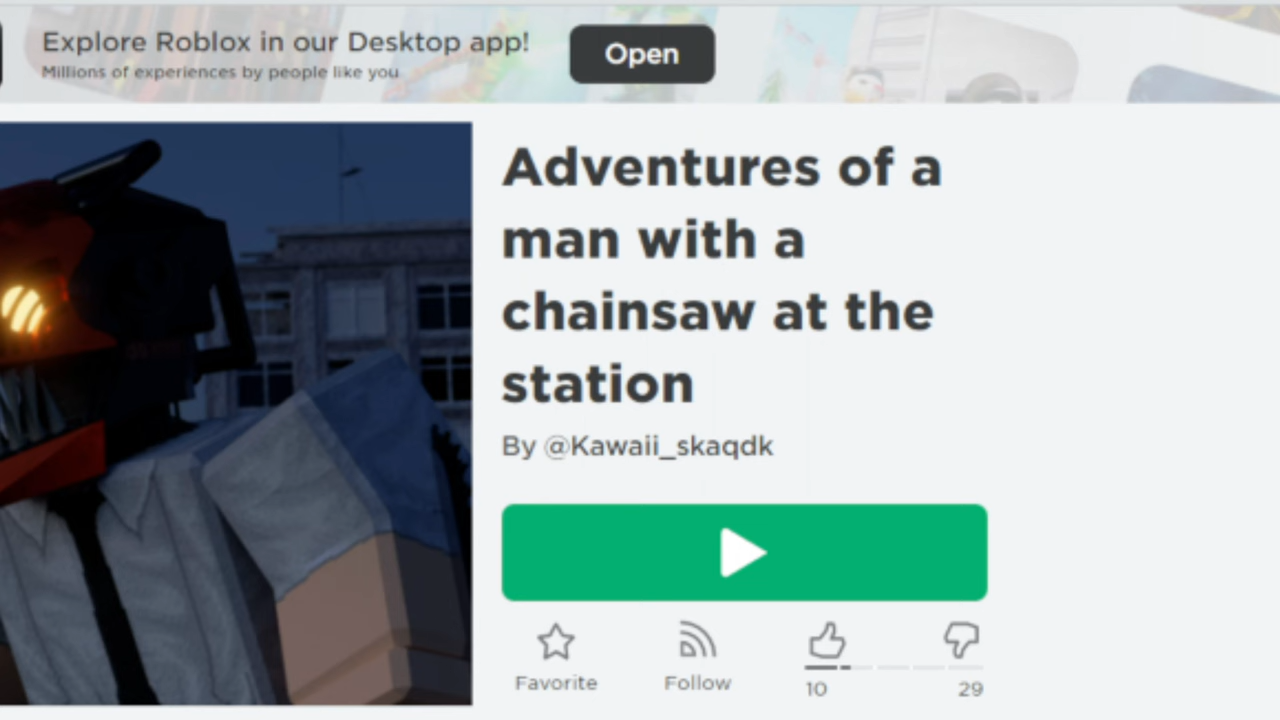 Explore Roblox in our Desktop app!
Millions of experiences by people like you
Open
Adventures of a
man with a
chainsaw at the
station
By @Kawaii_skaqdk
Favorite
Follow
10
29